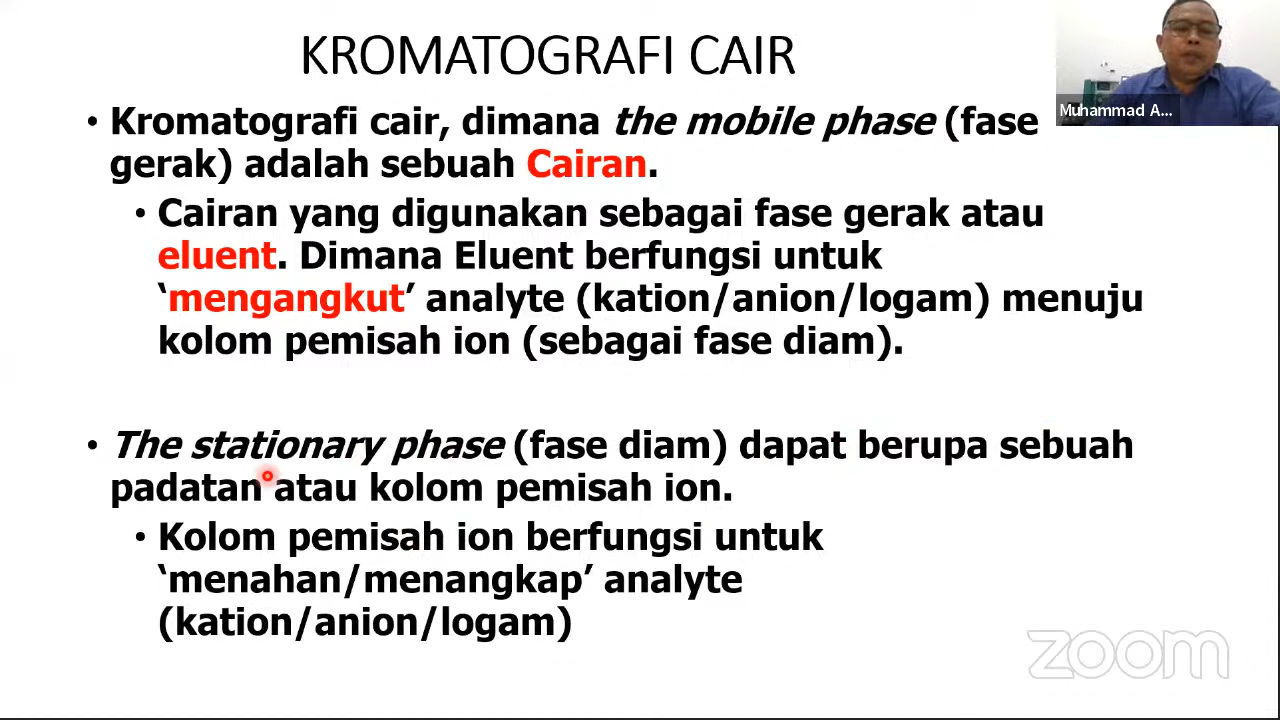 KROMATOGRAFI CAIR
Muhammad A...
• Kromatografi cair, dimana the mobile phase (fase
gerak) adalah sebuah Cairan.
• Cairan yang digunakan sebagai fase gerak atau
eluent. Dimana Eluent berfungsi untuk
‘mengangkut’ analyte (kation/anion/logam) menuju
kolom pemisah ion (sebagai fase diam).
• The stationary phase (fase diam) dapat berupa sebuah
padatan atau kolom pemisah ion.
• Kolom pemisah ion berfungsi untuk
‘menahan/menangkap’ analyte
(kation/anion/logam)
zoom